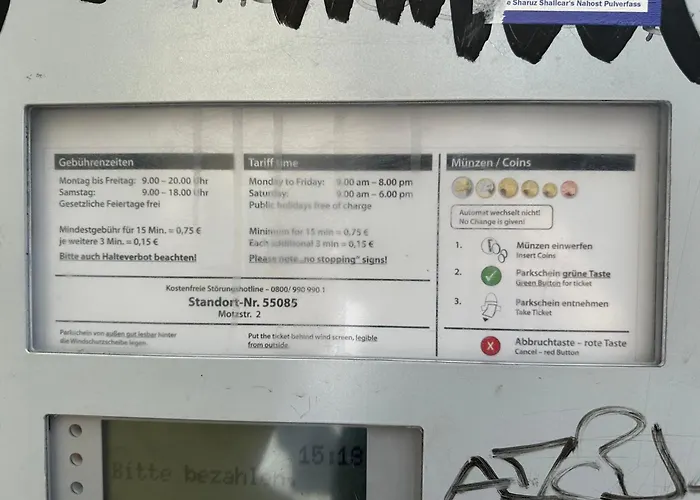 e Sharuz Shalicar's Nahost Pulverfass
Gebührenzeiten
Montag bis Freitag: 9.00 – 20.00 Uhr
Samstag: 9.00 – 18.00 Uhr
Gesetzliche Feiertage frei
Mindestgebühr für 15 Min. = 0,75 €
je weitere 3 Min. = 0,15 €
Bitte auch Halteverbot beachten!
Tariff time
Monday to Friday: 9.00 am – 8.00 pm
Saturday: 9.00 am – 6.00 pm
Public holidays free of charge
Minimum for 15 min = 0,75 €
Each additional 3 min = 0,15 €
Please note „no stopping" signs!
Kostenfreie Störungshotline – 0800/ 990 990 1
Standort-Nr. 55085
Motzstr. 2
Parkschein von außen gut lesbar hinter
die Windschutzscheibe legen.
Put the ticket behind wind screen, legible
from outside.
Münzen / Coins
Automat wechselt nicht!
No Change is given!
1. Münzen einwerfen
Insert Coins
2. Parkschein grüne Taste
Green Button for ticket
3. Parkschein entnehmen
Take Ticket
X Abbruchtaste – rote Taste
Cancel – red Button
15:18
Bitte bezahlen